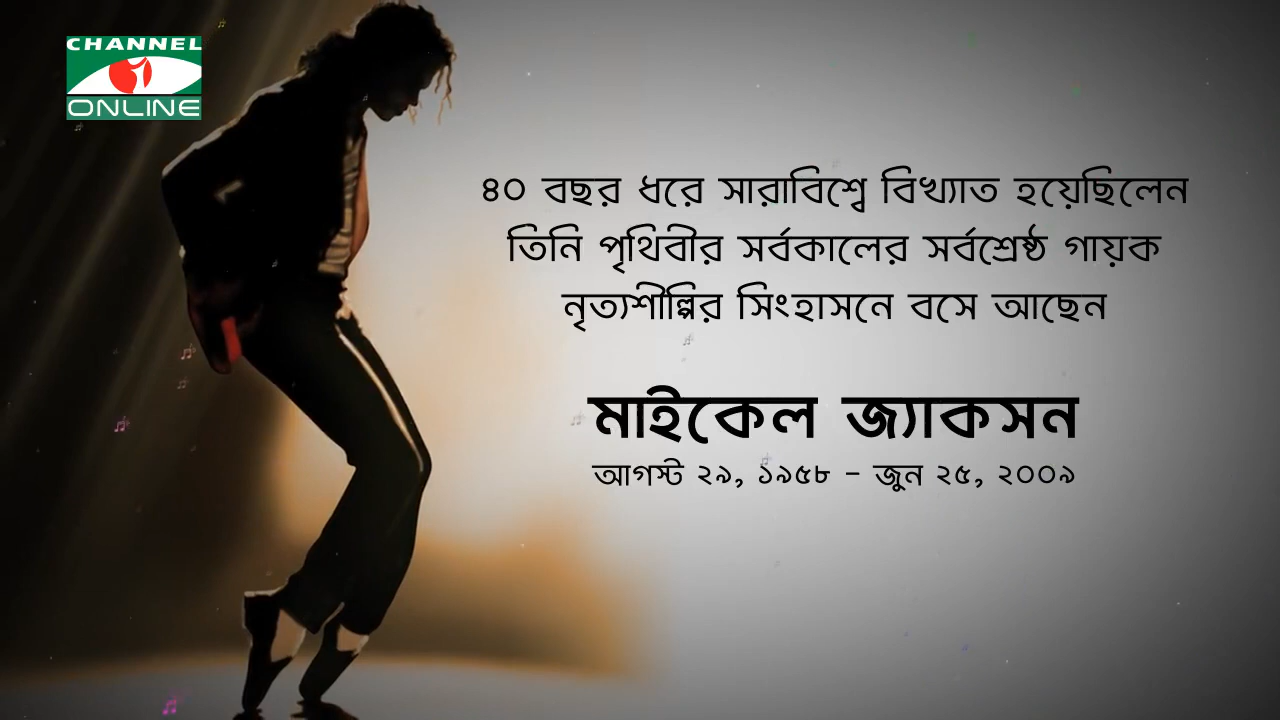 CHANNEL
ONLINE
৪০ বছর ধরে সারাবিশ্বে বিখ্যাত হয়েছিলেন
তিনি পৃথিবীর সর্বকালের সর্বশ্রেষ্ঠ গায়ক
নৃত্যশীল্পির সিংহাসনে বসে আছেন
মাইকেল জ্যাকসন
আগস্ট ২৯, ১৯৫৮ – জুন ২৫, ২০০৯